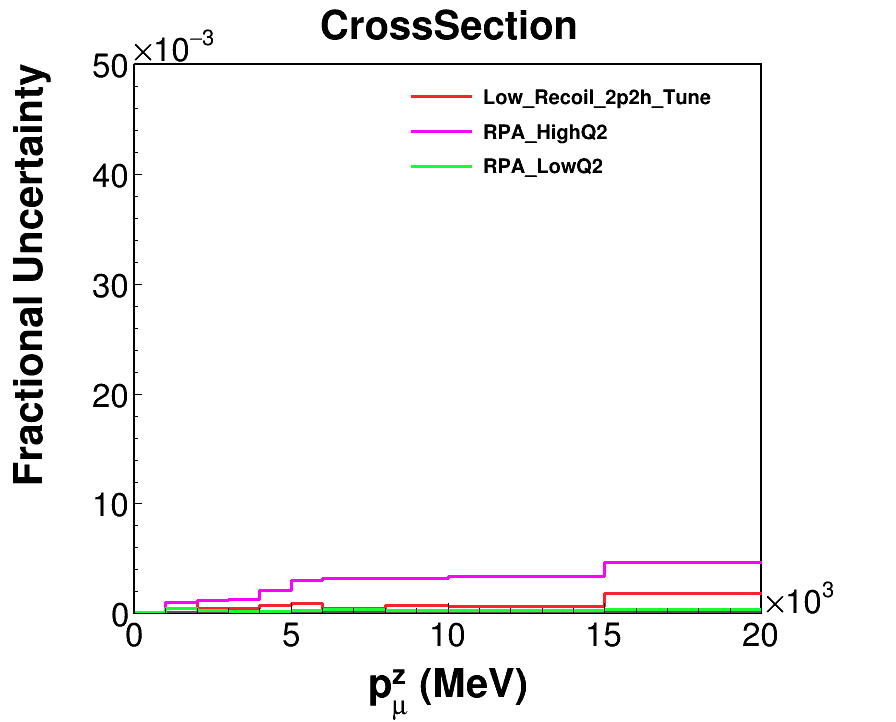 CrossSection
×10⁻³
Fractional Uncertainty
50
40
30
20
10
0
Low_Recoil_2p2h_Tune
RPA_HighQ2
RPA_LowQ2
0 5 10 15 20
×10³
p_μ^z (MeV)